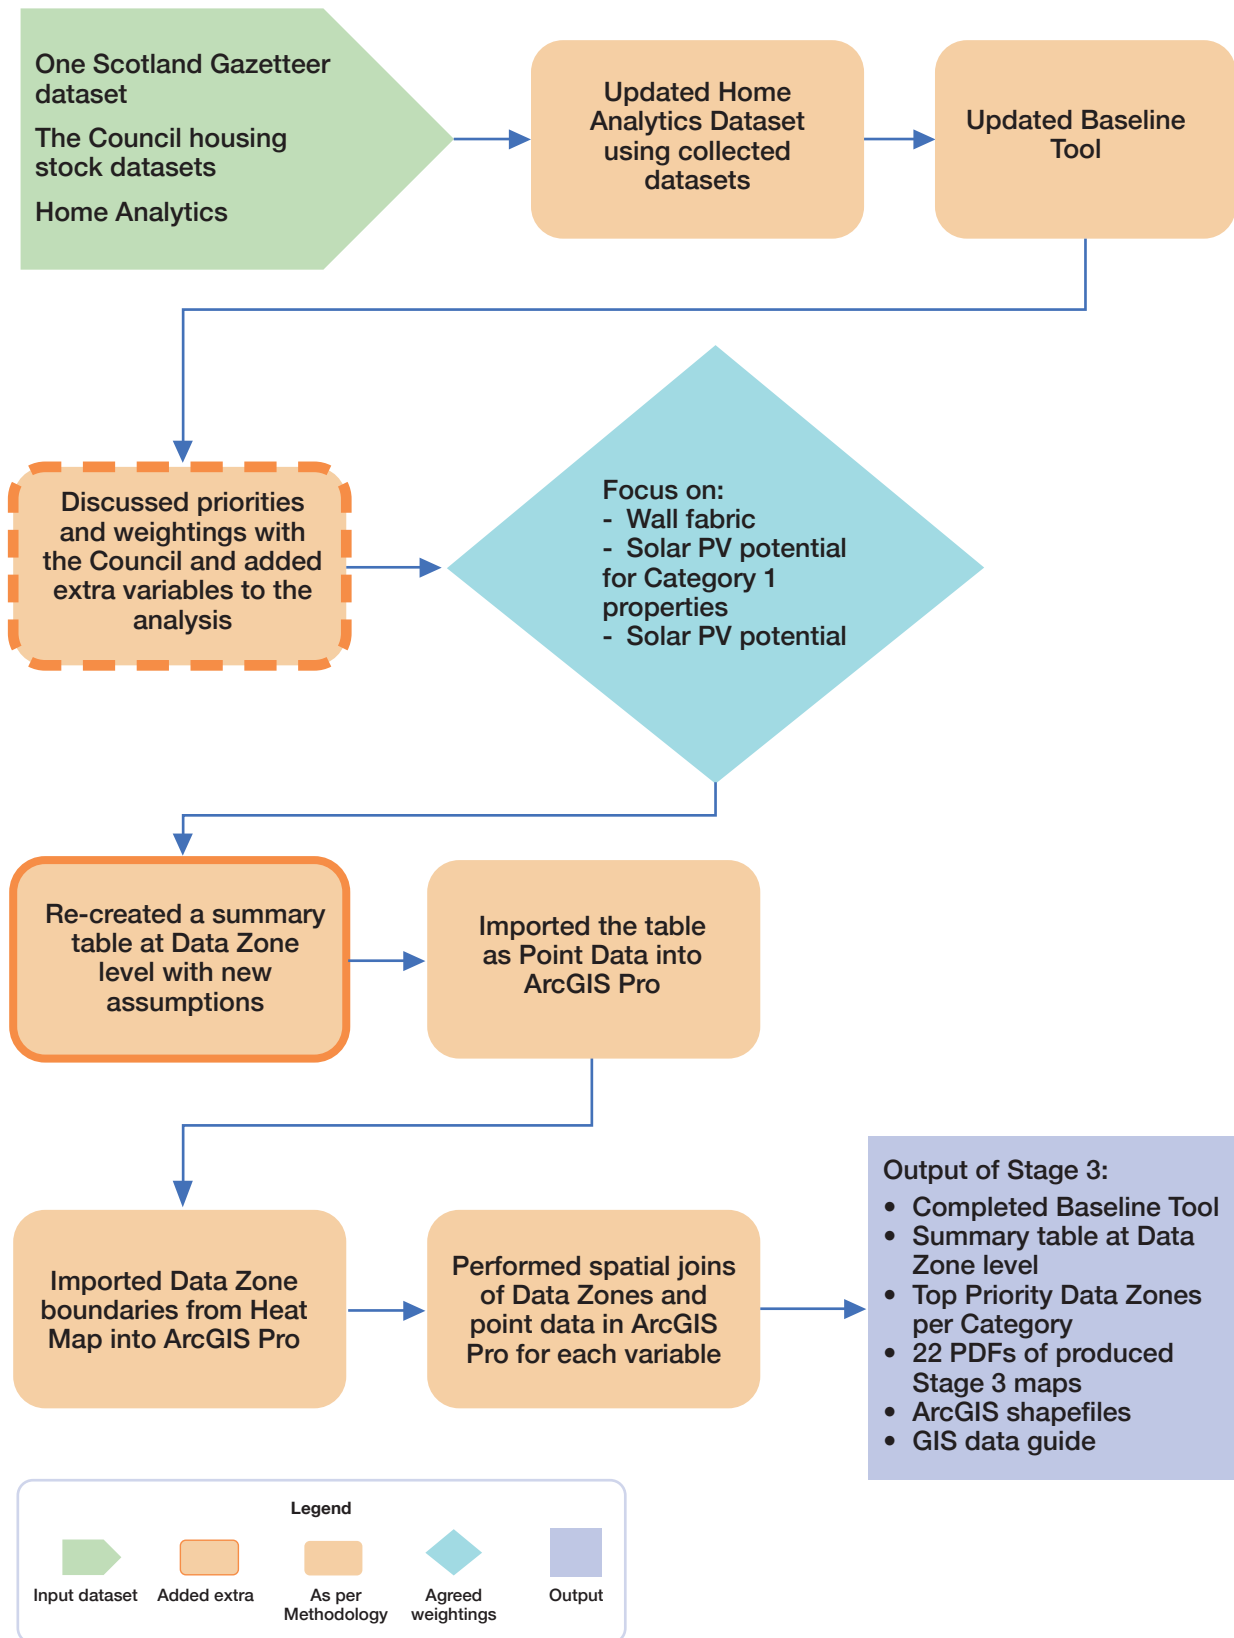 One Scotland Gazetteer
dataset
The Council housing
stock datasets
Home Analytics
Updated Home
Analytics Dataset
using collected
datasets
Updated Baseline
Tool
Discussed priorities
and weightings with
the Council and added
extra variables to the
analysis
Focus on:
- Wall fabric
- Solar PV potential
for Category 1
properties
- Solar PV potential
Re-created a summary
table at Data Zone
level with new
assumptions
Imported the table
as Point Data into
ArcGIS Pro
Imported Data Zone
boundaries from Heat
Map into ArcGIS Pro
Performed spatial joins
of Data Zones and
point data in ArcGIS
Pro for each variable
Output of Stage 3:
• Completed Baseline Tool
• Summary table at Data
Zone level
• Top Priority Data Zones
per Category
• 22 PDFs of produced
Stage 3 maps
• ArcGIS shapefiles
• GIS data guide
Legend
Input dataset
Added extra
As per
Methodology
Agreed
weightings
Output